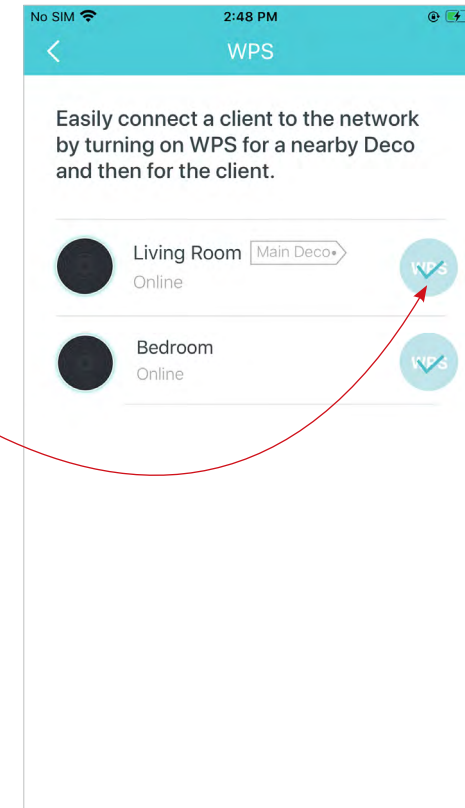 No SIM 2:48 PM
WPS
Easily connect a client to the network
by turning on WPS for a nearby Deco
and then for the client.
Living Room Main Deco
Online
WPS
Bedroom
Online
WPS